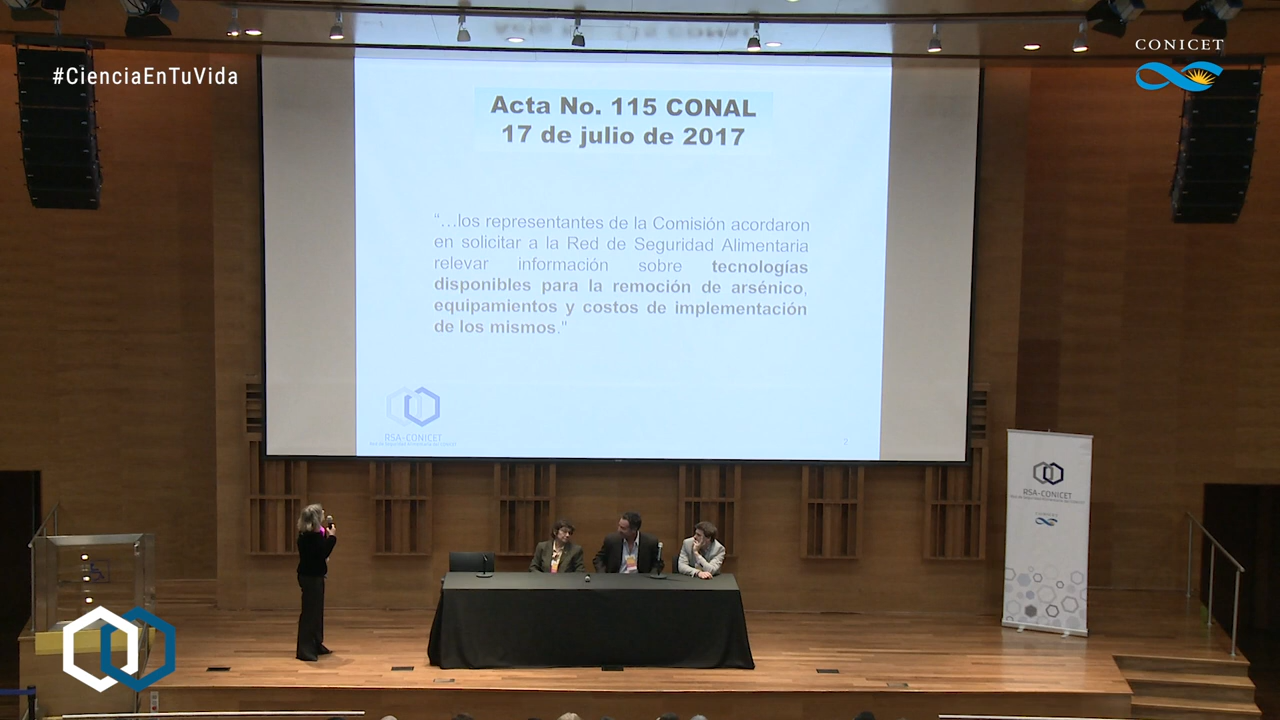 #CienciaEnTuVida
CONICET
Acta No. 115 CONAL
17 de julio de 2017
“...los representantes de la Comisión acordaron
en solicitar a la Red de Seguridad Alimentaria
relevar información sobre tecnologías
disponibles para la remoción de arsénico,
equipamientos y costos de implementación
de los mismos."
RSA-CONICET
2
RSA-CONICET